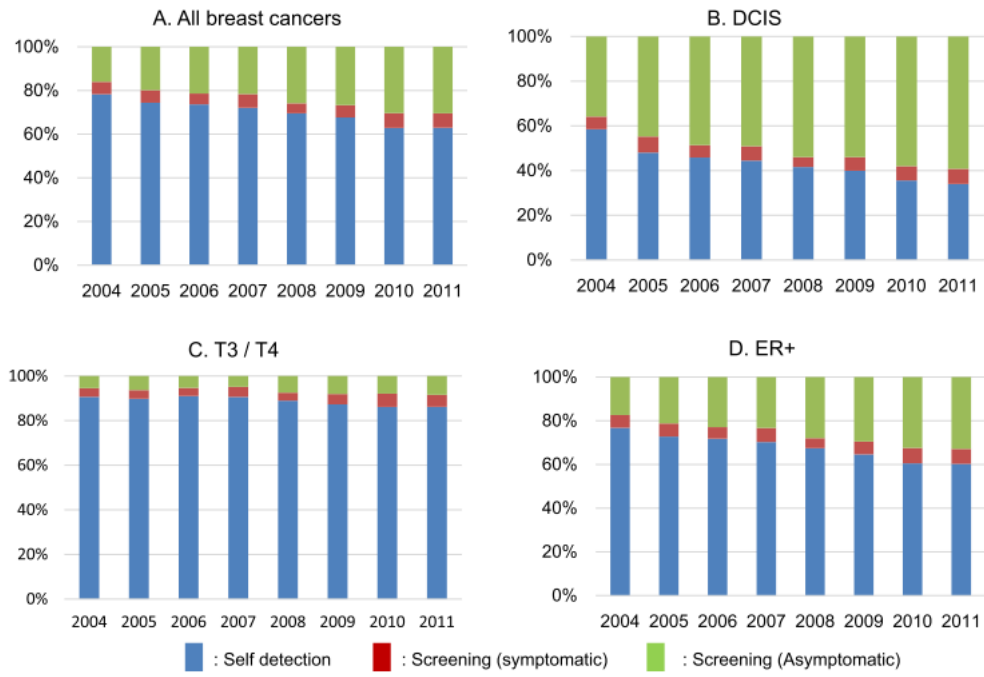 A. All breast cancers
100%
80%
60%
40%
20%
0%
2004 2005 2006 2007 2008 2009 2010 2011
B. DCIS
100%
80%
60%
40%
20%
0%
2004 2005 2006 2007 2008 2009 2010 2011
C. T3 / T4
100%
80%
60%
40%
20%
0%
2004 2005 2006 2007 2008 2009 2010 2011
D. ER+
100%
80%
60%
40%
20%
0%
2004 2005 2006 2007 2008 2009 2010 2011
: Self detection : Screening (symptomatic) : Screening (Asymptomatic)